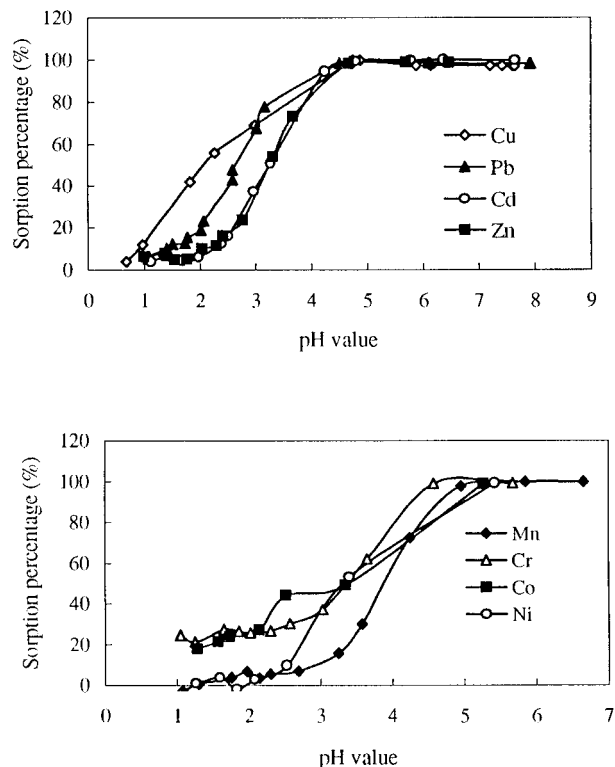 120
100
80
60
40
20
0
Sorption percentage (%)
Cu
Pb
Cd
Zn
0 1 2 3 4 5 6 7 8 9
pH value
120
100
80
60
40
20
0
Sorption percentage (%)
Mn
Cr
Co
Ni
0 1 2 3 4 5 6 7
pH value